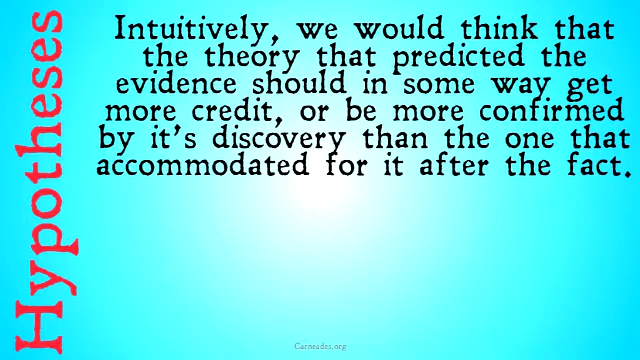 Hypotheses
Intuitively, we would think that
the theory that predicted the
evidence should in some way get
more credit, or be more confirmed
by it's discovery than the one that
accommodated for it after the fact.
Carneades.org